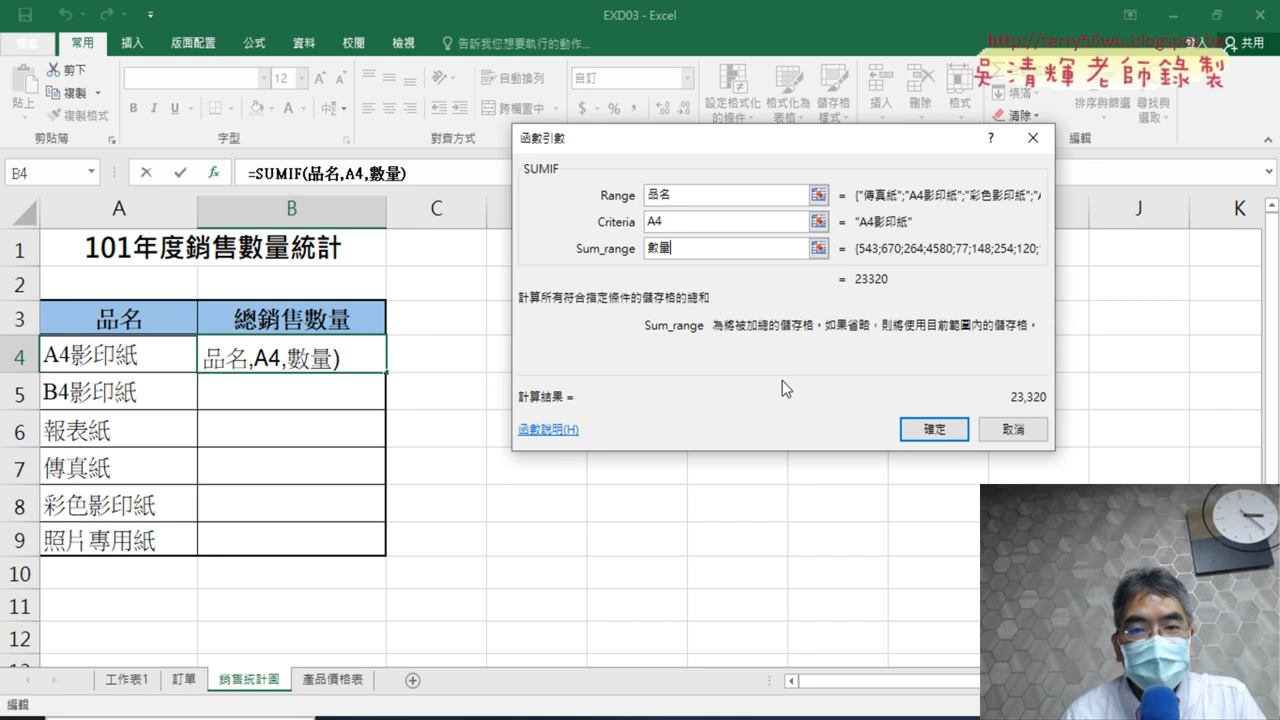 EXD03 - Excel
http://terry55wu.blogspot.tw
吳清輝老師錄製
檔案 常用 插入 版面配置 公式 資料 校閱 檢視 告訴我您想要執行的動作... 登入 共用
貼上 剪下 複製 複製格式
12 A A
B I U
自動換列 跨欄置中
自訂
$ % ,
設定格式化的條件 格式化為表格 儲存格樣式 插入 刪除 格式
填滿 清除 排序與篩選 尋找與選取
剪貼簿 字型 對齊方式 編輯
B4 fx =SUMIF(品名,A4,數量)
A B C J K
1 101年度銷售數量統計
2
3 品名 總銷售數量
4 A4影印紙 品名,A4,數量)
5 B4影印紙
6 報表紙
7 傳真紙
8 彩色影印紙
9 照片專用紙
10
11
12
函數引數 ?
SUMIF
Range 品名 = {"傳真紙";"A4影印紙";"彩色影印紙";"A
Criteria A4 = "A4影印紙"
Sum_range 數量 = {543;670;264;4580;77;148;254;120;
= 23320
計算所有符合指定條件的儲存格的總和
Sum_range 為將被加總的儲存格。如果省略，則將使用目前範圍內的儲存格。
計算結果 = 23,320
函數說明(H) 確定 取消
工作表1 訂單 銷售統計圖 產品價格表
編輯